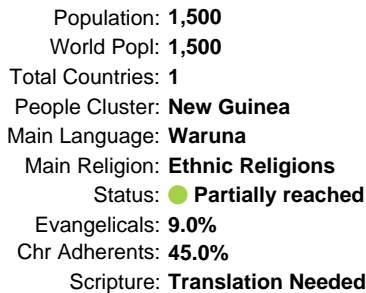 Population: 1,500
World Popl: 1,500
Total Countries: 1
People Cluster: New Guinea
Main Language: Waruna
Main Religion: Ethnic Religions
Status: Partially reached
Evangelicals: 9.0%
Chr Adherents: 45.0%
Scripture: Translation Needed